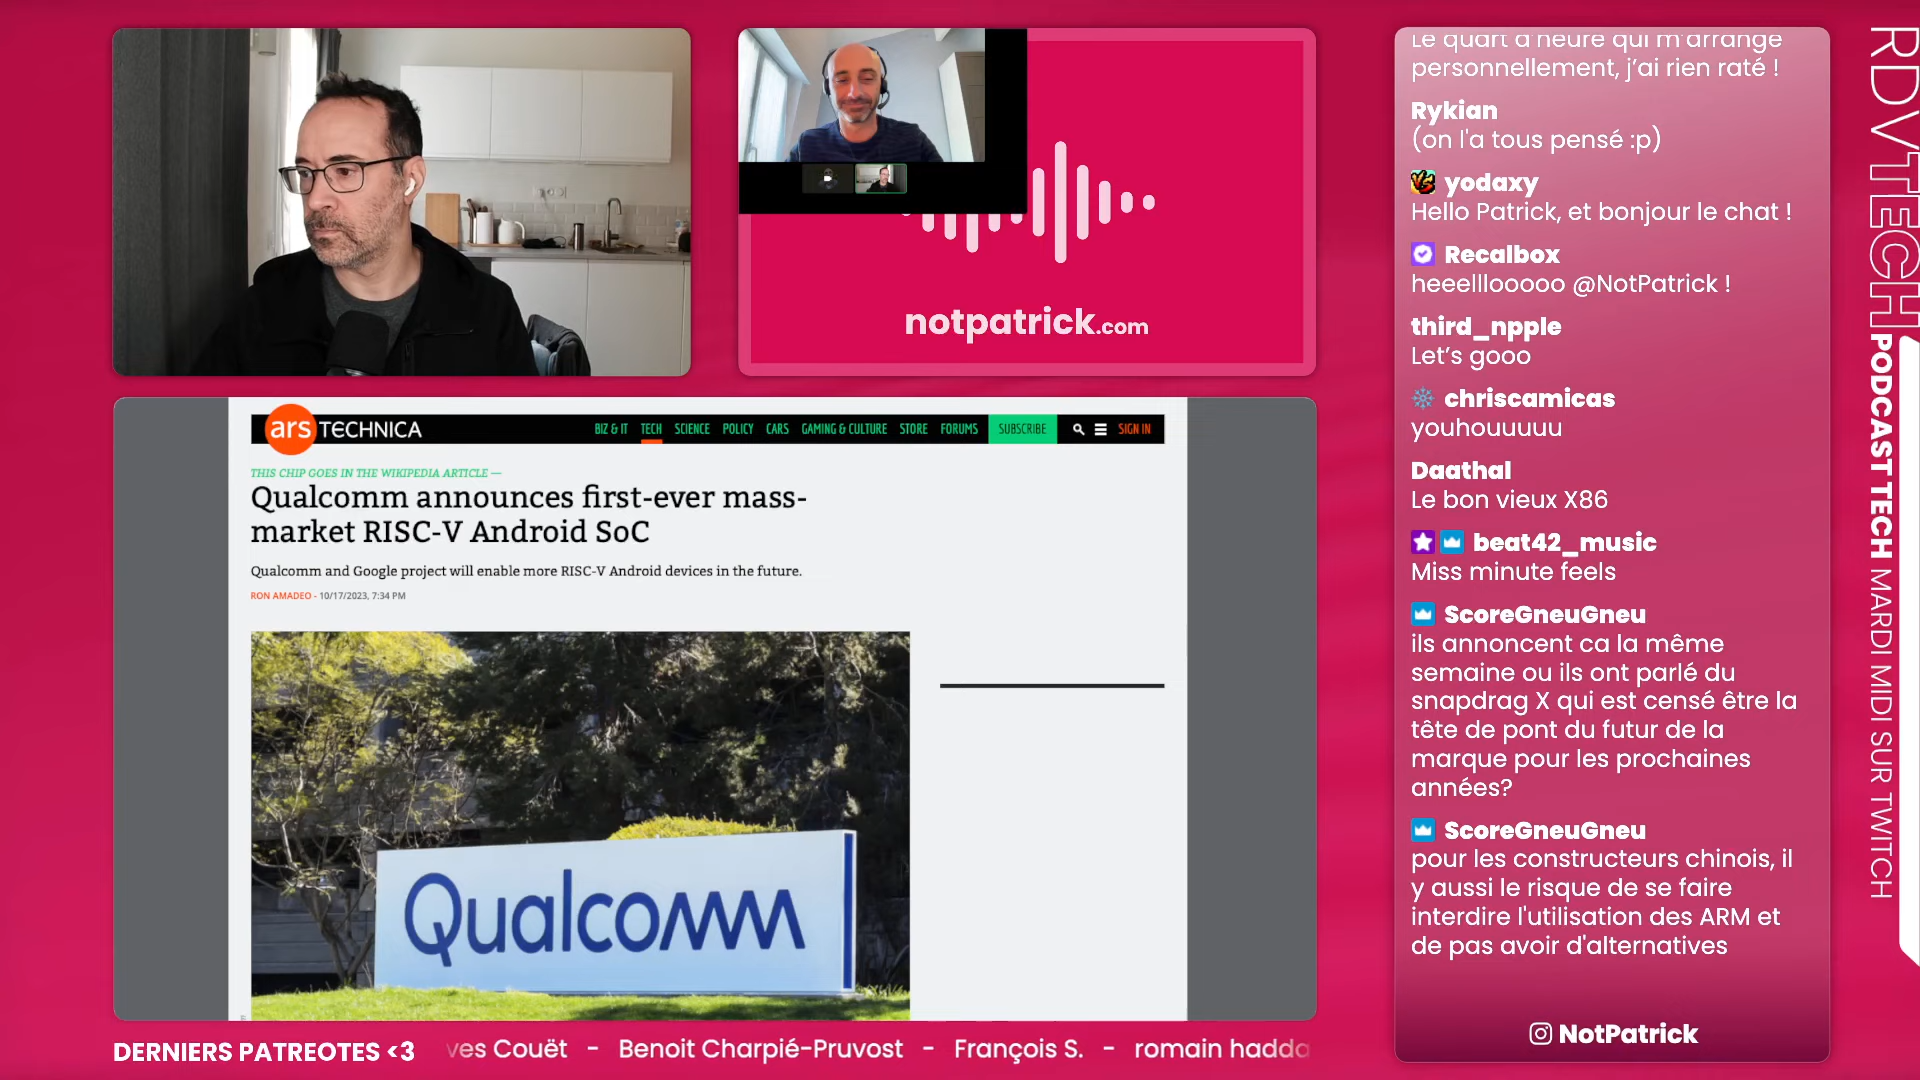 notpatrick.com
ars TECHNICA
BIZ & IT TECH SCIENCE POLICY CARS GAMING & CULTURE STORE FORUMS SUBSCRIBE SIGN IN
THIS CHIP GOES IN THE WIKIPEDIA ARTICLE —
Qualcomm announces first-ever mass-
market RISC-V Android SoC
Qualcomm and Google project will enable more RISC-V Android devices in the future.
RON AMADEO - 10/17/2023, 7:34 PM
Qualcomm
DERNIERS PATREOTES <3
ves Couët - Benoit Charpié-Pruvost - François S. - romain hadda
Le quart d'heure qui m'arrange
personnellement, j’ai rien raté !
Rykian
(on l'a tous pensé :p)
yodaxy
Hello Patrick, et bonjour le chat !
Recalbox
heeellloooo @NotPatrick !
third_npple
Let’s gooo
chriscamicas
youhouuuuu
Daathal
Le bon vieux X86
beat42_music
Miss minute feels
ScoreGneuGneu
ils annoncent ca la même
semaine ou ils ont parlé du
snapdrag X qui est censé être la
tête de pont du futur de la
marque pour les prochaines
années?
ScoreGneuGneu
pour les constructeurs chinois, il
y aussi le risque de se faire
interdire l'utilisation des ARM et
de pas avoir d'alternatives
NotPatrick
RDVTECH PODCAST TECH MARDI MIDI SUR TWITCH